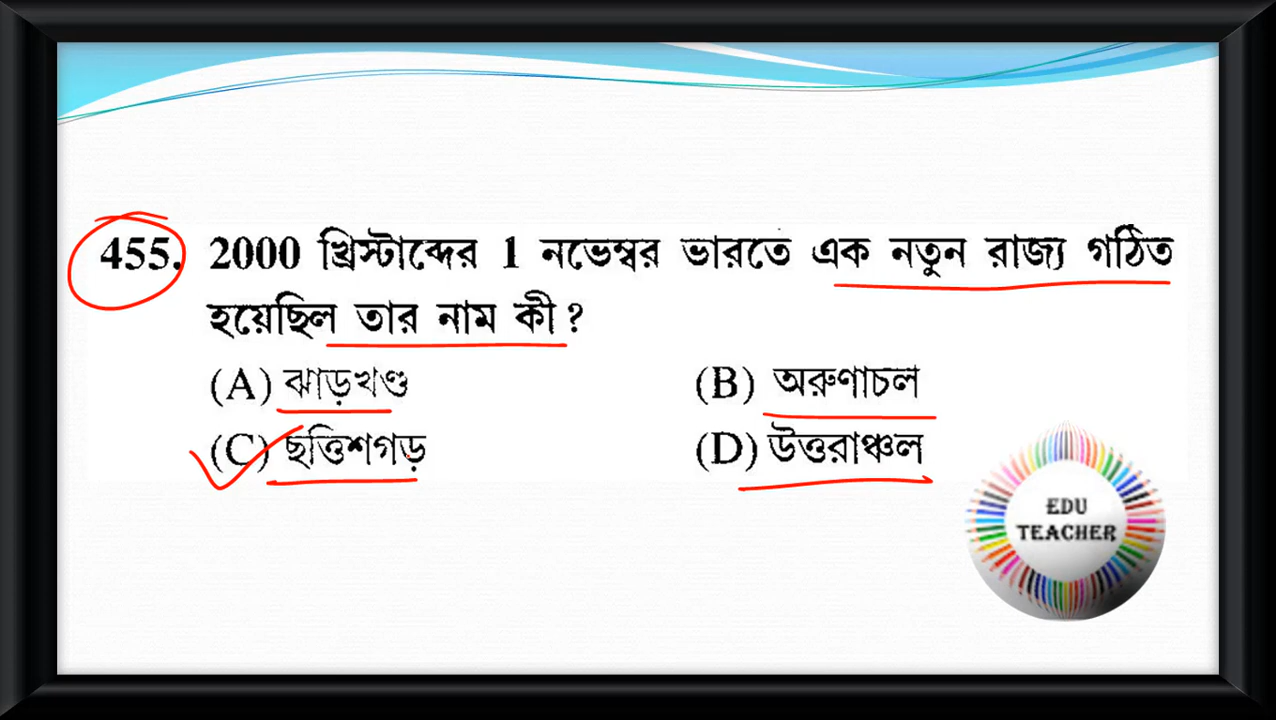 455. 2000 খ্রিস্টাব্দের 1 নভেম্বর ভারতে এক নতুন রাজ্য গঠিত
হয়েছিল তার নাম কী ?
(A) ঝাড়খণ্ড (B) অরুণাচল
(C) ছত্তিশগড় (D) উত্তরাঞ্চল
EDU
TEACHER